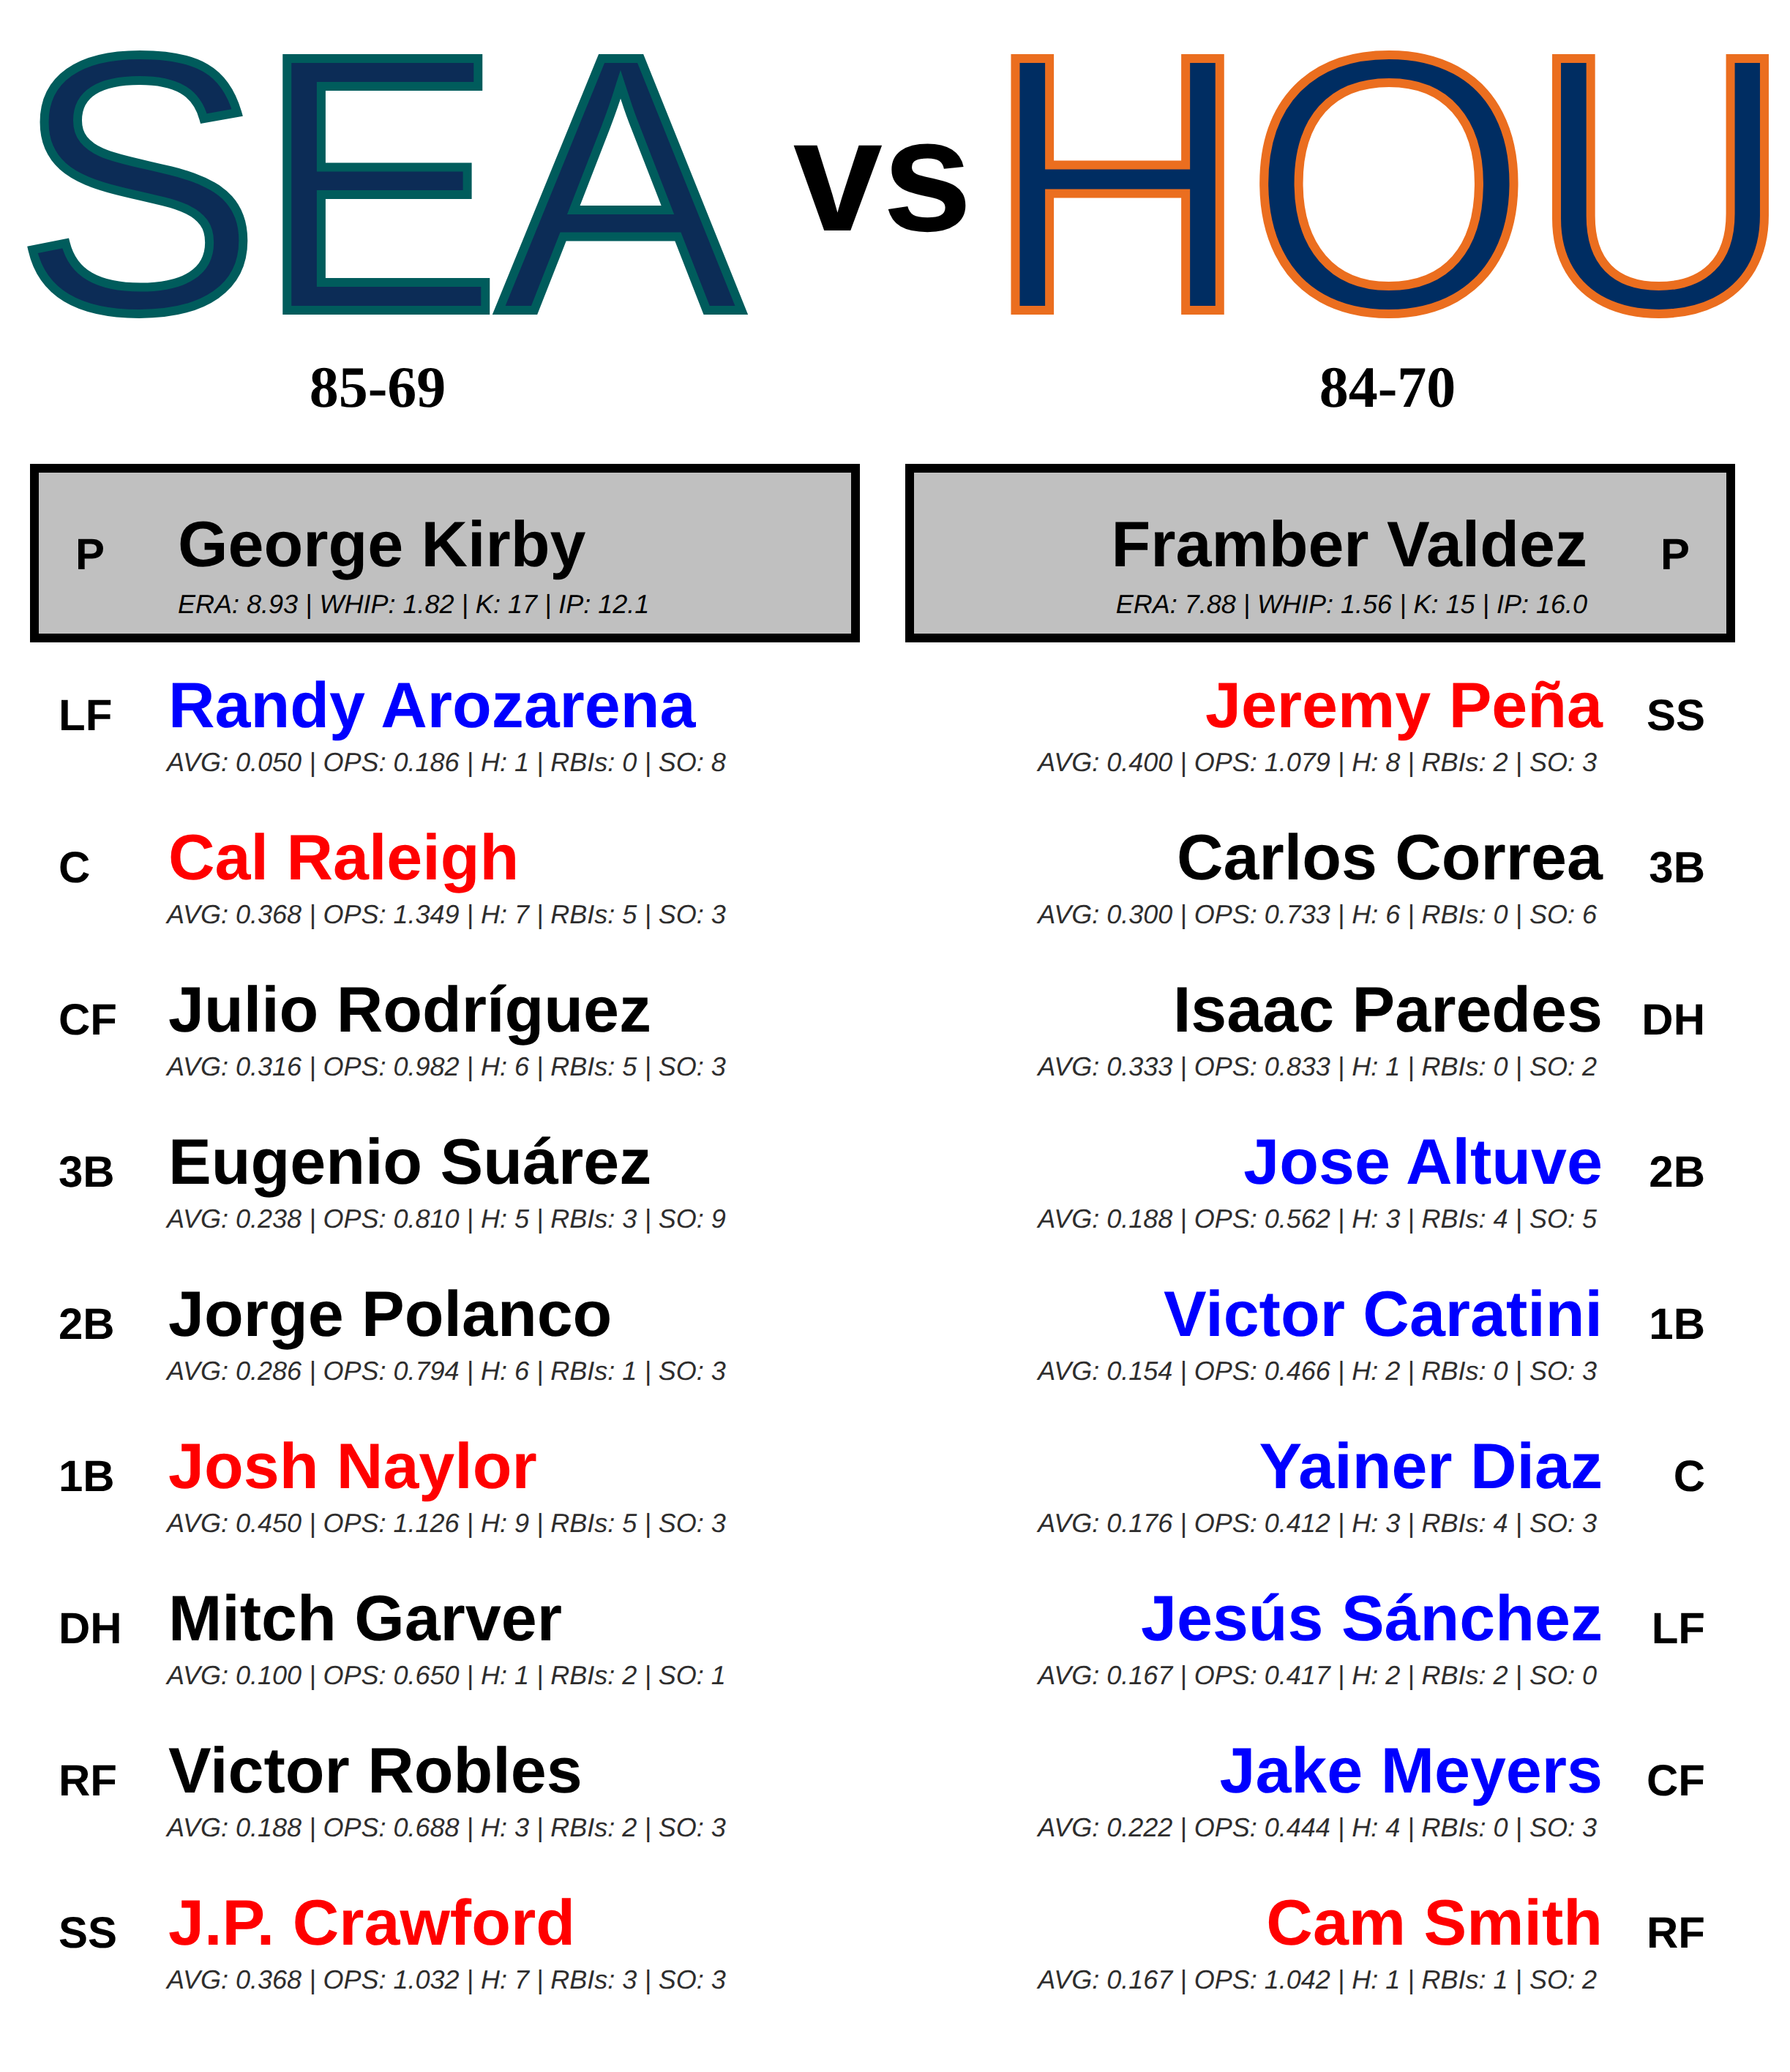 SEA vs HOU
85-69
84-70
P George Kirby
ERA: 8.93 | WHIP: 1.82 | K: 17 | IP: 12.1
Framber Valdez P
ERA: 7.88 | WHIP: 1.56 | K: 15 | IP: 16.0
LF Randy Arozarena
AVG: 0.050 | OPS: 0.186 | H: 1 | RBIs: 0 | SO: 8
C Cal Raleigh
AVG: 0.368 | OPS: 1.349 | H: 7 | RBIs: 5 | SO: 3
CF Julio Rodríguez
AVG: 0.316 | OPS: 0.982 | H: 6 | RBIs: 5 | SO: 3
3B Eugenio Suárez
AVG: 0.238 | OPS: 0.810 | H: 5 | RBIs: 3 | SO: 9
2B Jorge Polanco
AVG: 0.286 | OPS: 0.794 | H: 6 | RBIs: 1 | SO: 3
1B Josh Naylor
AVG: 0.450 | OPS: 1.126 | H: 9 | RBIs: 5 | SO: 3
DH Mitch Garver
AVG: 0.100 | OPS: 0.650 | H: 1 | RBIs: 2 | SO: 1
RF Victor Robles
AVG: 0.188 | OPS: 0.688 | H: 3 | RBIs: 2 | SO: 3
SS J.P. Crawford
AVG: 0.368 | OPS: 1.032 | H: 7 | RBIs: 3 | SO: 3
Jeremy Peña SS
AVG: 0.400 | OPS: 1.079 | H: 8 | RBIs: 2 | SO: 3
Carlos Correa 3B
AVG: 0.300 | OPS: 0.733 | H: 6 | RBIs: 0 | SO: 6
Isaac Paredes DH
AVG: 0.333 | OPS: 0.833 | H: 1 | RBIs: 0 | SO: 2
Jose Altuve 2B
AVG: 0.188 | OPS: 0.562 | H: 3 | RBIs: 4 | SO: 5
Victor Caratini 1B
AVG: 0.154 | OPS: 0.466 | H: 2 | RBIs: 0 | SO: 3
Yainer Diaz C
AVG: 0.176 | OPS: 0.412 | H: 3 | RBIs: 4 | SO: 3
Jesús Sánchez LF
AVG: 0.167 | OPS: 0.417 | H: 2 | RBIs: 2 | SO: 0
Jake Meyers CF
AVG: 0.222 | OPS: 0.444 | H: 4 | RBIs: 0 | SO: 3
Cam Smith RF
AVG: 0.167 | OPS: 1.042 | H: 1 | RBIs: 1 | SO: 2